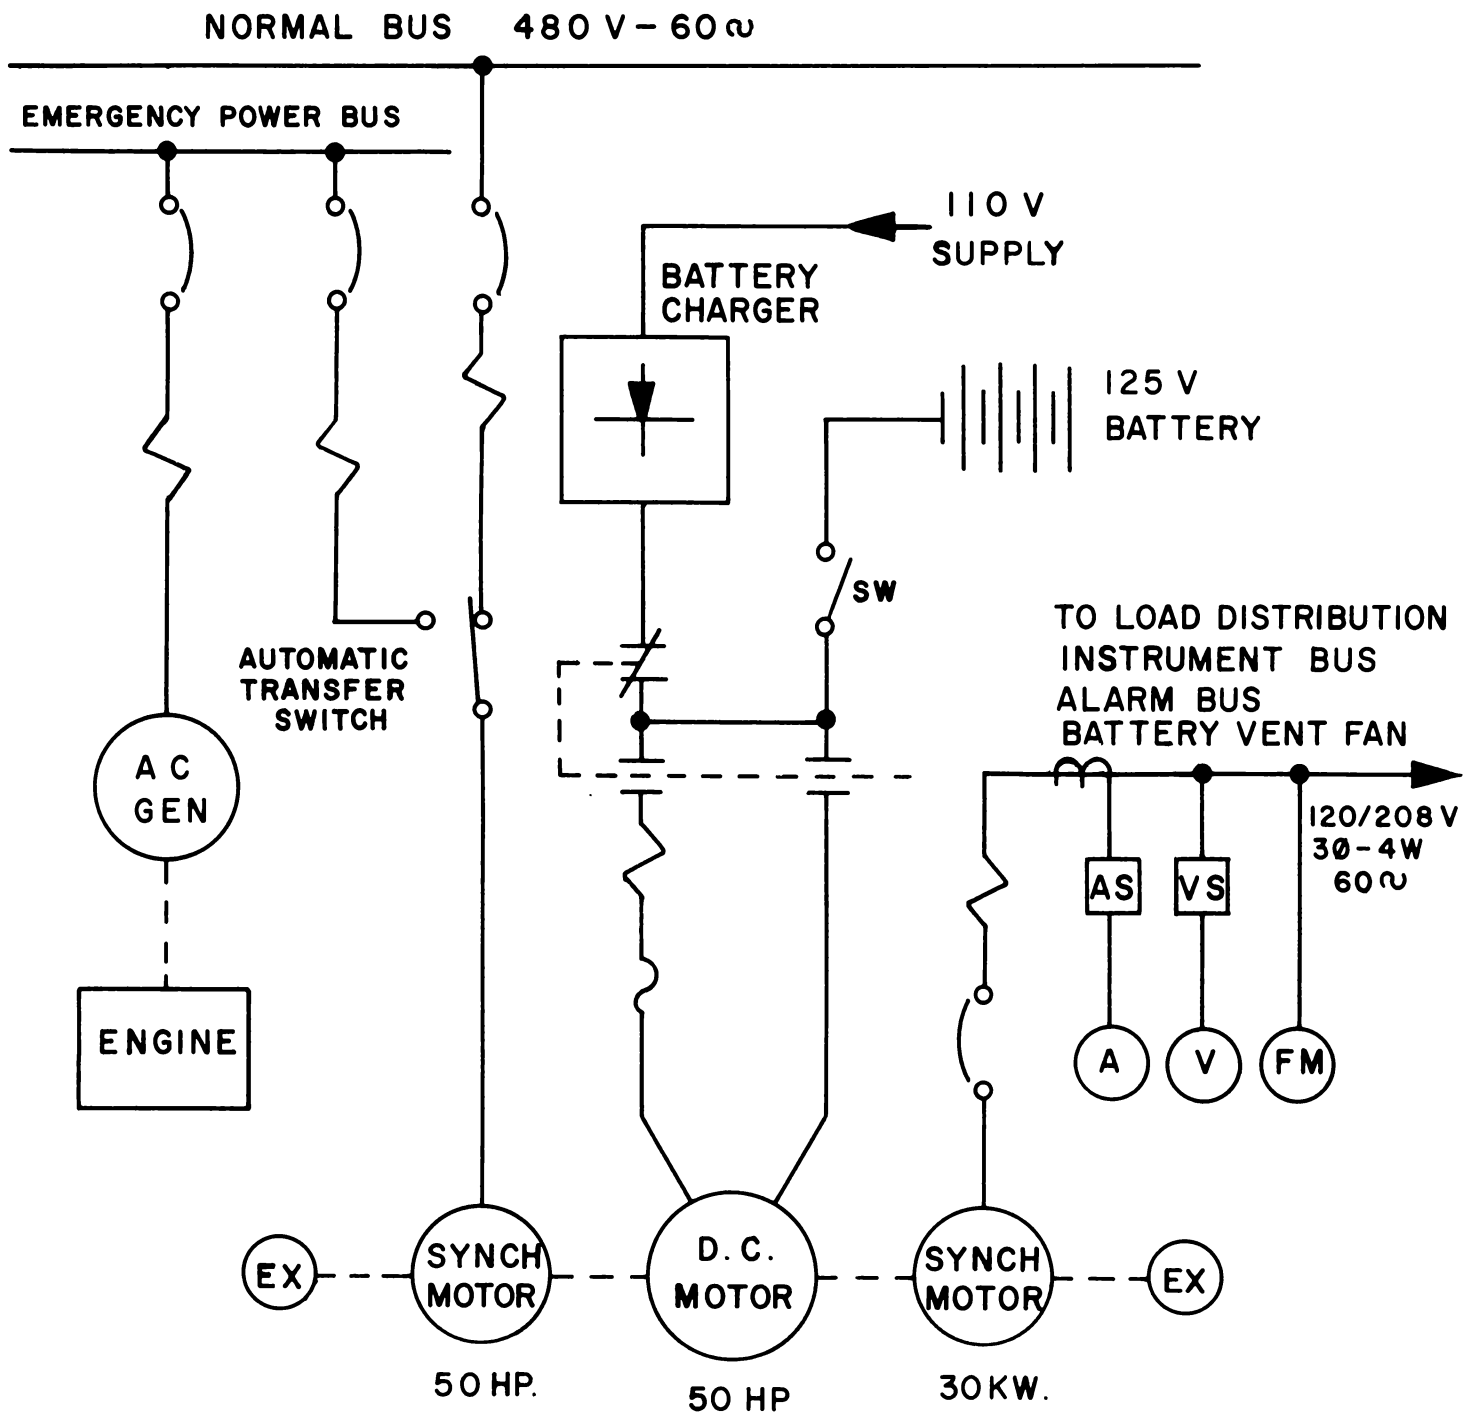 NORMAL BUS 480 V - 60 ~
EMERGENCY POWER BUS
110 V
SUPPLY
BATTERY
CHARGER
125 V
BATTERY
SW
AUTOMATIC
TRANSFER
SWITCH
TO LOAD DISTRIBUTION
INSTRUMENT BUS
ALARM BUS
BATTERY VENT FAN
120/208 V
3Ø-4W
60 ~
AC
GEN
AS
VS
ENGINE
A
V
FM
EX
SYNCH
MOTOR
D.C.
MOTOR
SYNCH
MOTOR
EX
50 HP.
50 HP
30 KW.